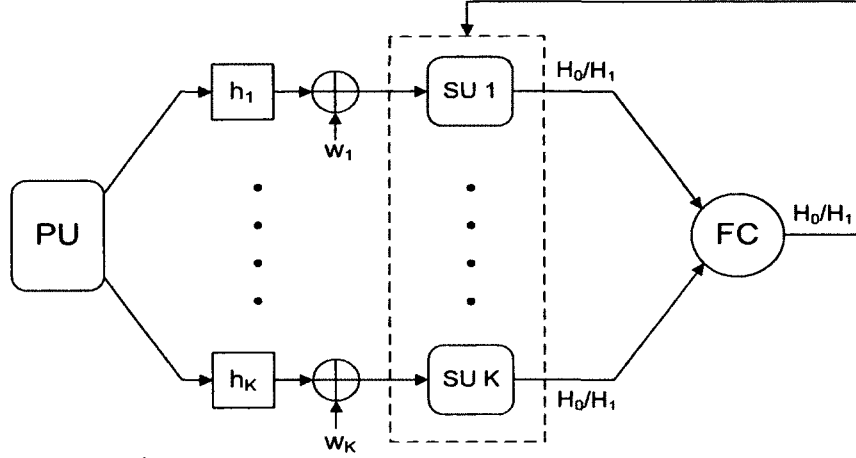 h₁
SU 1
H₀/H₁
w₁
PU
FC
H₀/H₁
h_K
SU K
H₀/H₁
w_K